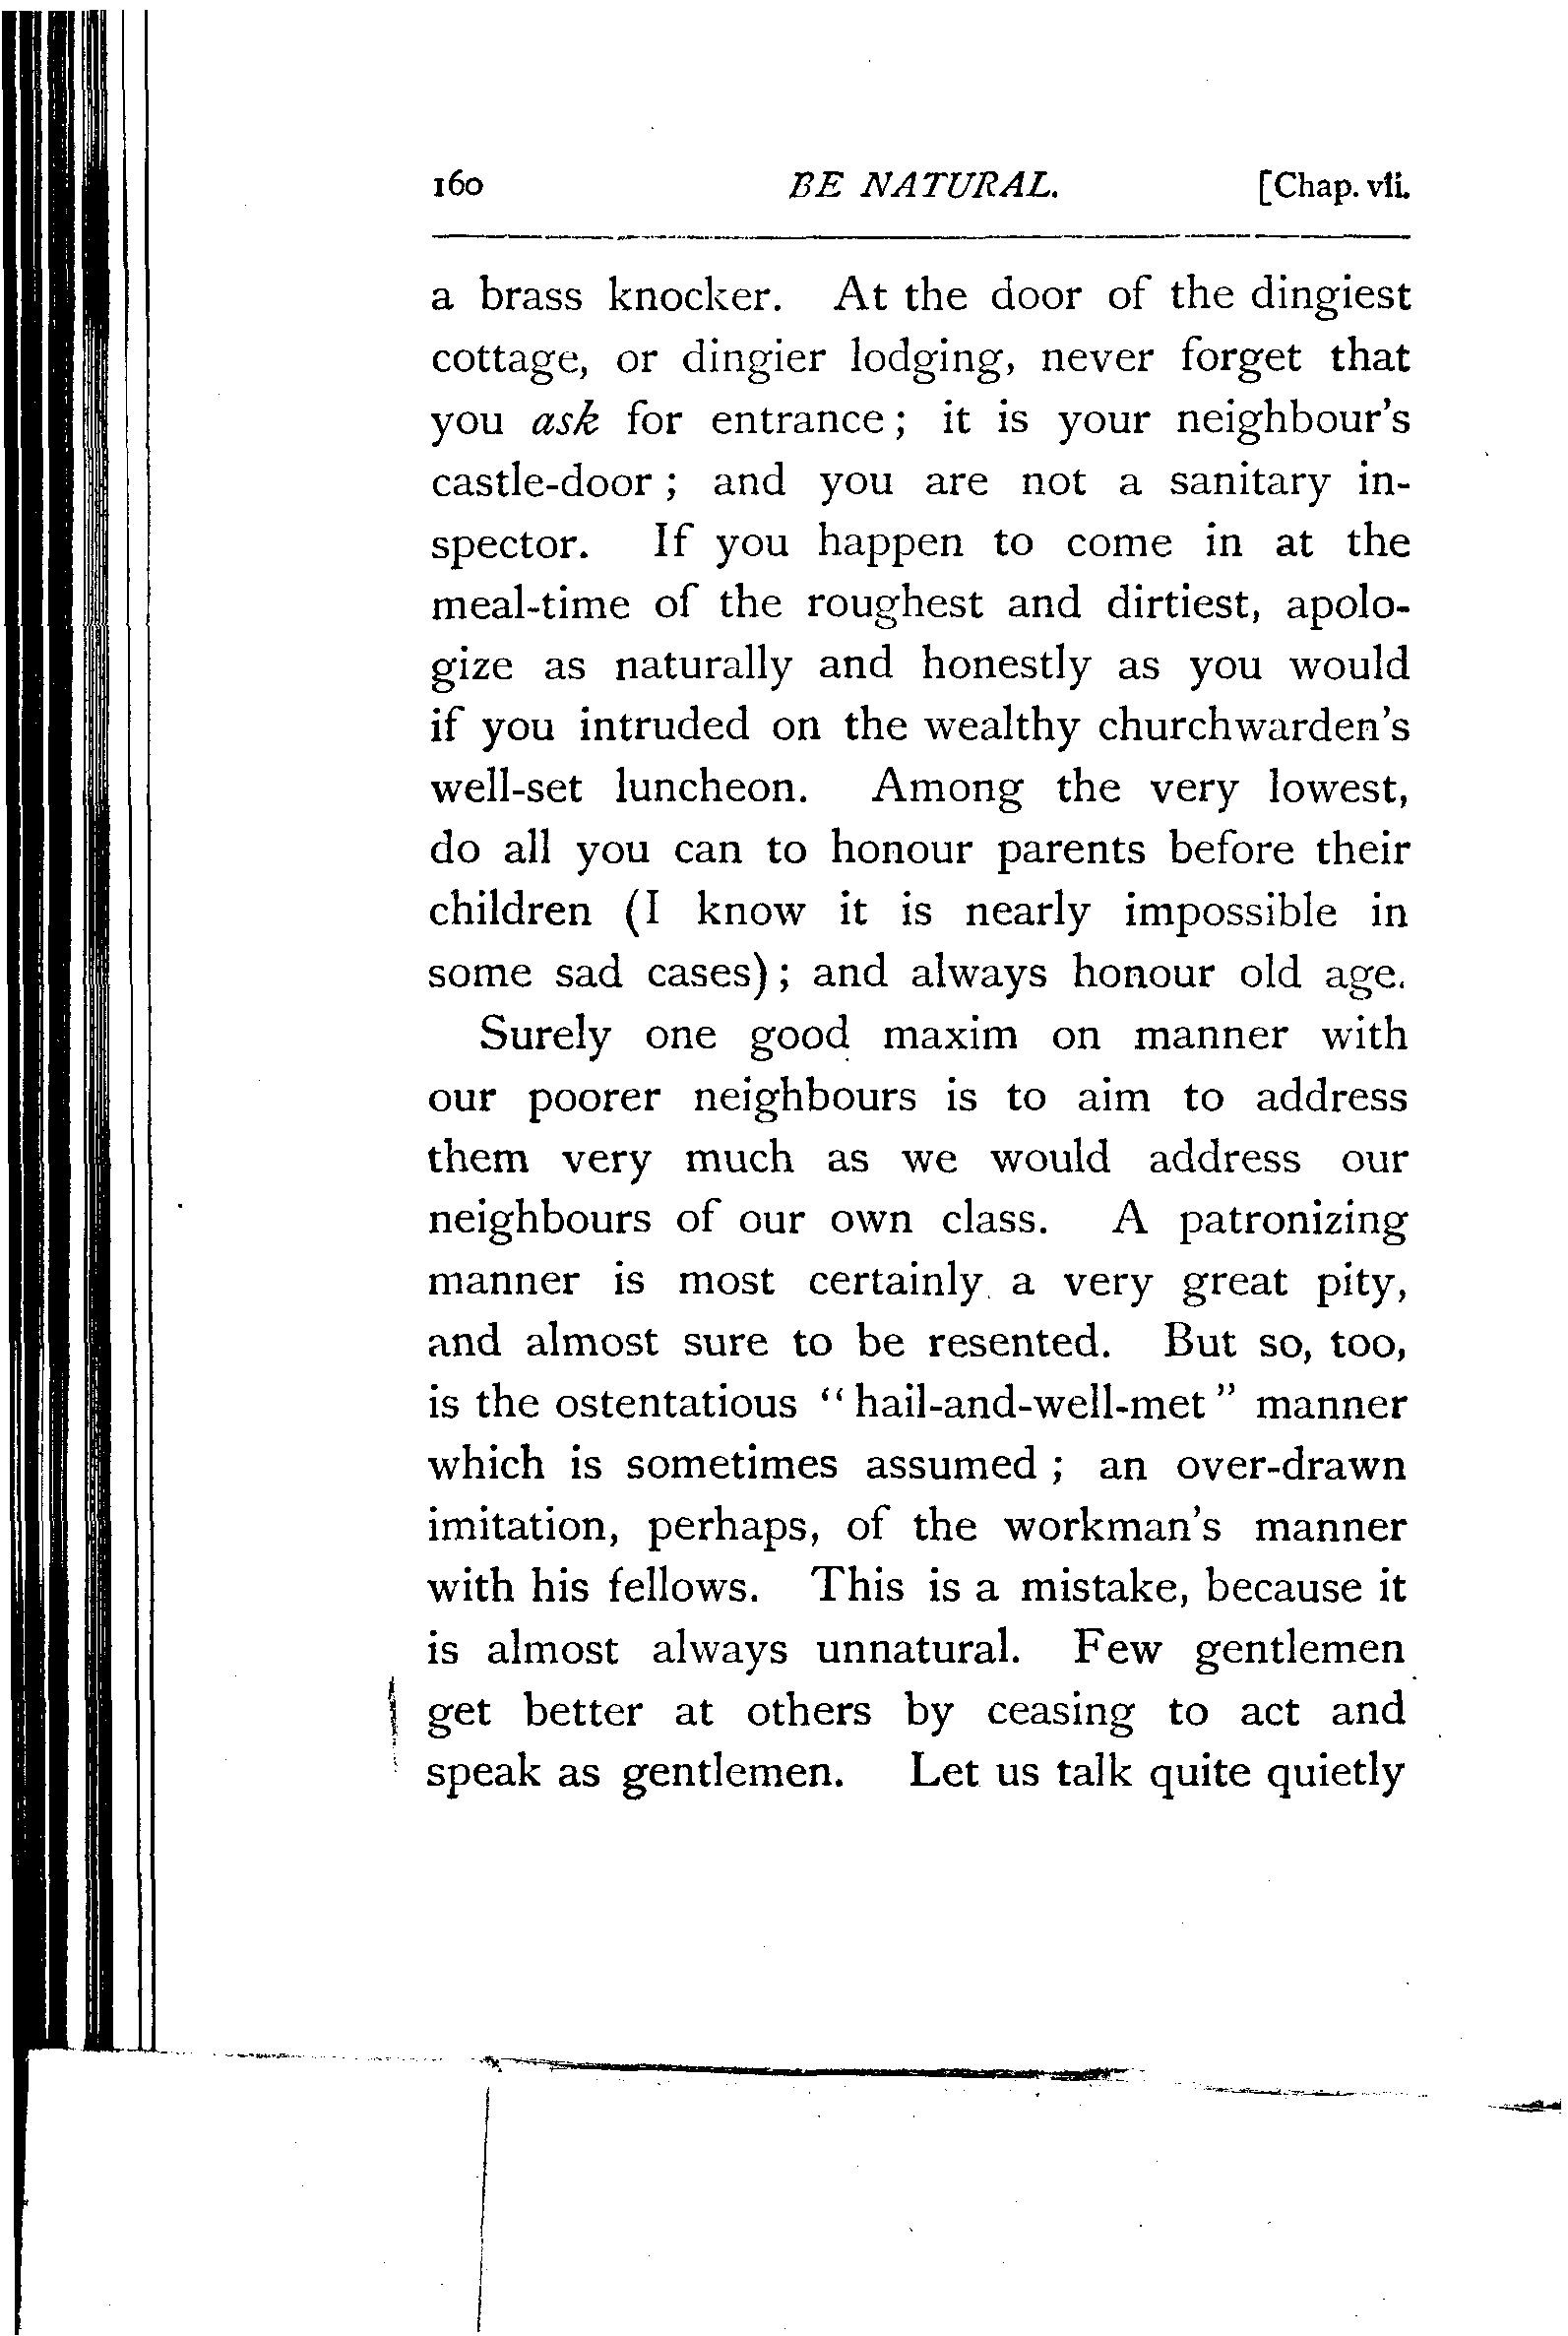 160 BE NATURAL. [Chap. vii.
a brass knocker. At the door of the dingiest
cottage, or dingier lodging, never forget that
you ask for entrance; it is your neighbour's
castle-door; and you are not a sanitary in-
spector. If you happen to come in at the
meal-time of the roughest and dirtiest, apolo-
gize as naturally and honestly as you would
if you intruded on the wealthy churchwarden's
well-set luncheon. Among the very lowest,
do all you can to honour parents before their
children (I know it is nearly impossible in
some sad cases); and always honour old age.
Surely one good maxim on manner with
our poorer neighbours is to aim to address
them very much as we would address our
neighbours of our own class. A patronizing
manner is most certainly a very great pity,
and almost sure to be resented. But so, too,
is the ostentatious "hail-and-well-met" manner
which is sometimes assumed; an over-drawn
imitation, perhaps, of the workman's manner
with his fellows. This is a mistake, because it
is almost always unnatural. Few gentlemen
get better at others by ceasing to act and
speak as gentlemen. Let us talk quite quietly